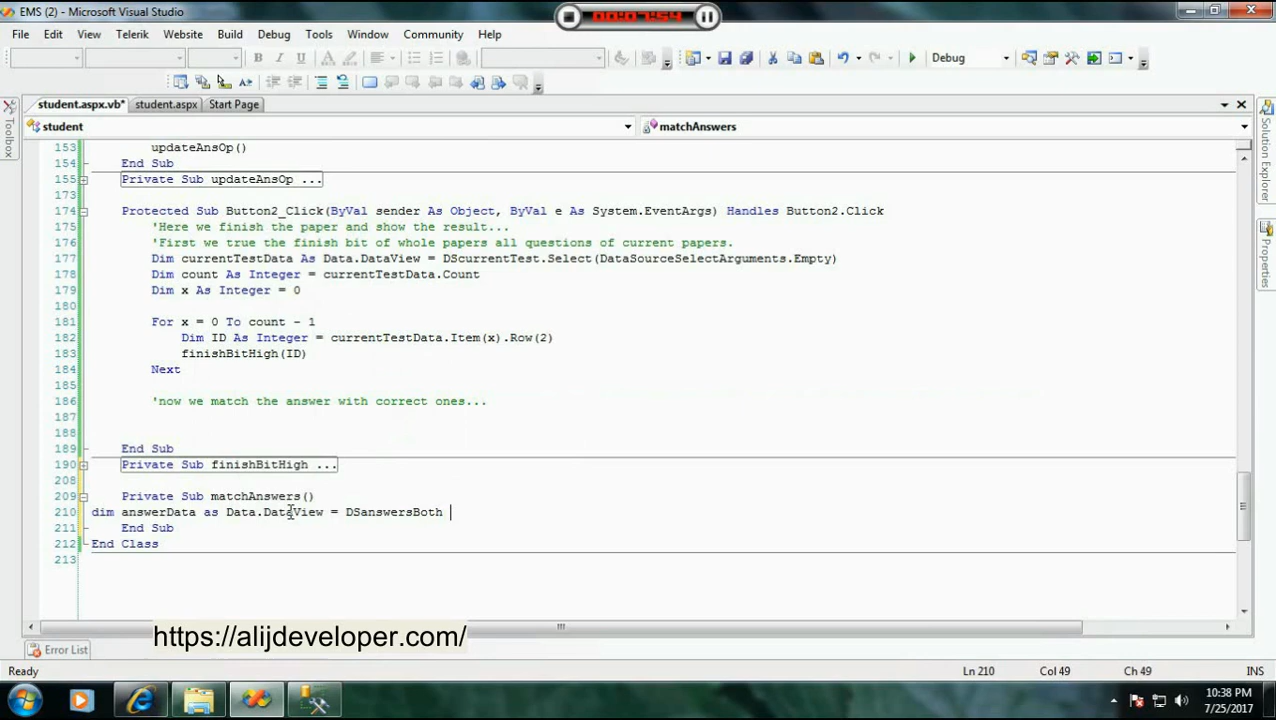 EMS (2) - Microsoft Visual Studio
00:07:54
File Edit View Telerik Website Build Debug Tools Window Community Help
Debug
student.aspx.vb* student.aspx Start Page
student matchAnswers
Toolbox
Solution Explorer
Properties
153 updateAnsOp()
154 End Sub
155 Private Sub updateAnsOp ...
173
174 Protected Sub Button2_Click(ByVal sender As Object, ByVal e As System.EventArgs) Handles Button2.Click
175 'Here we finish the paper and show the result...
176 'First we true the finish bit of whole papers all questions of current papers.
177 Dim currentTestData As Data.DataView = DScurrentTest.Select(DataSourceSelectArguments.Empty)
178 Dim count As Integer = currentTestData.Count
179 Dim x As Integer = 0
180
181 For x = 0 To count - 1
182 Dim ID As Integer = currentTestData.Item(x).Row(2)
183 finishBitHigh(ID)
184 Next
185
186 'now we match the answer with correct ones...
187
188
189 End Sub
190 Private Sub finishBitHigh ...
208
209 Private Sub matchAnswers()
210 dim answerData as Data.DataView = DSanswersBoth
211 End Sub
212 End Class
213
https://alijdeveloper.com/
Error List
Ready Ln 210 Col 49 Ch 49 INS
10:38 PM
7/25/2017